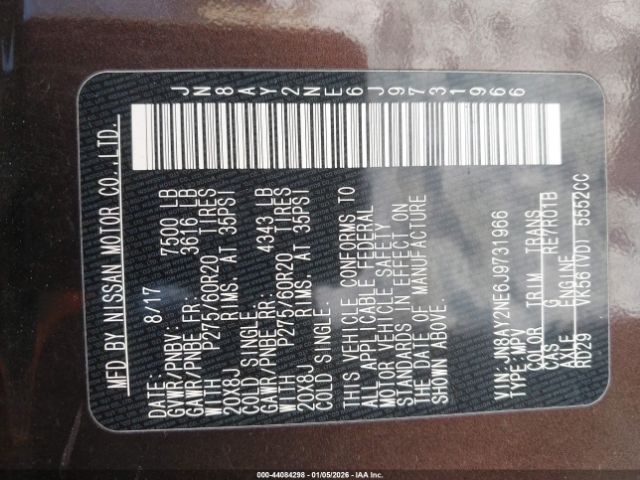 JN8AY2NE6J9731966
MFD BY NISSAN MOTOR CO.,LTD.
DATE: 8/17
GVWR/PNBV: 7500 LB
GAWR/PNBE FR: 3616 LB
WITH P275/60R20 TIRES
20X8J RIMS. AT 35PSI
COLD SINGLE.
GAWR/PNBE RR: 4343 LB
WITH P275/60R20 TIRES
20X8J RIMS. AT 35PSI
COLD SINGLE.
THIS VEHICLE CONFORMS TO
ALL APPLICABLE FEDERAL
MOTOR VEHICLE SAFETY
STANDARDS IN EFFECT ON
THE DATE OF MANUFACTURE
SHOWN ABOVE.
VIN:JN8AY2NE6J9731966
TYPE:MPV
COLOR TRIM TRANS
CAS G RE7R01B
AXLE ENGINE
RD29 VK56(VD) 5552CC
000-44084298 - 01/05/2026 - IAA Inc.